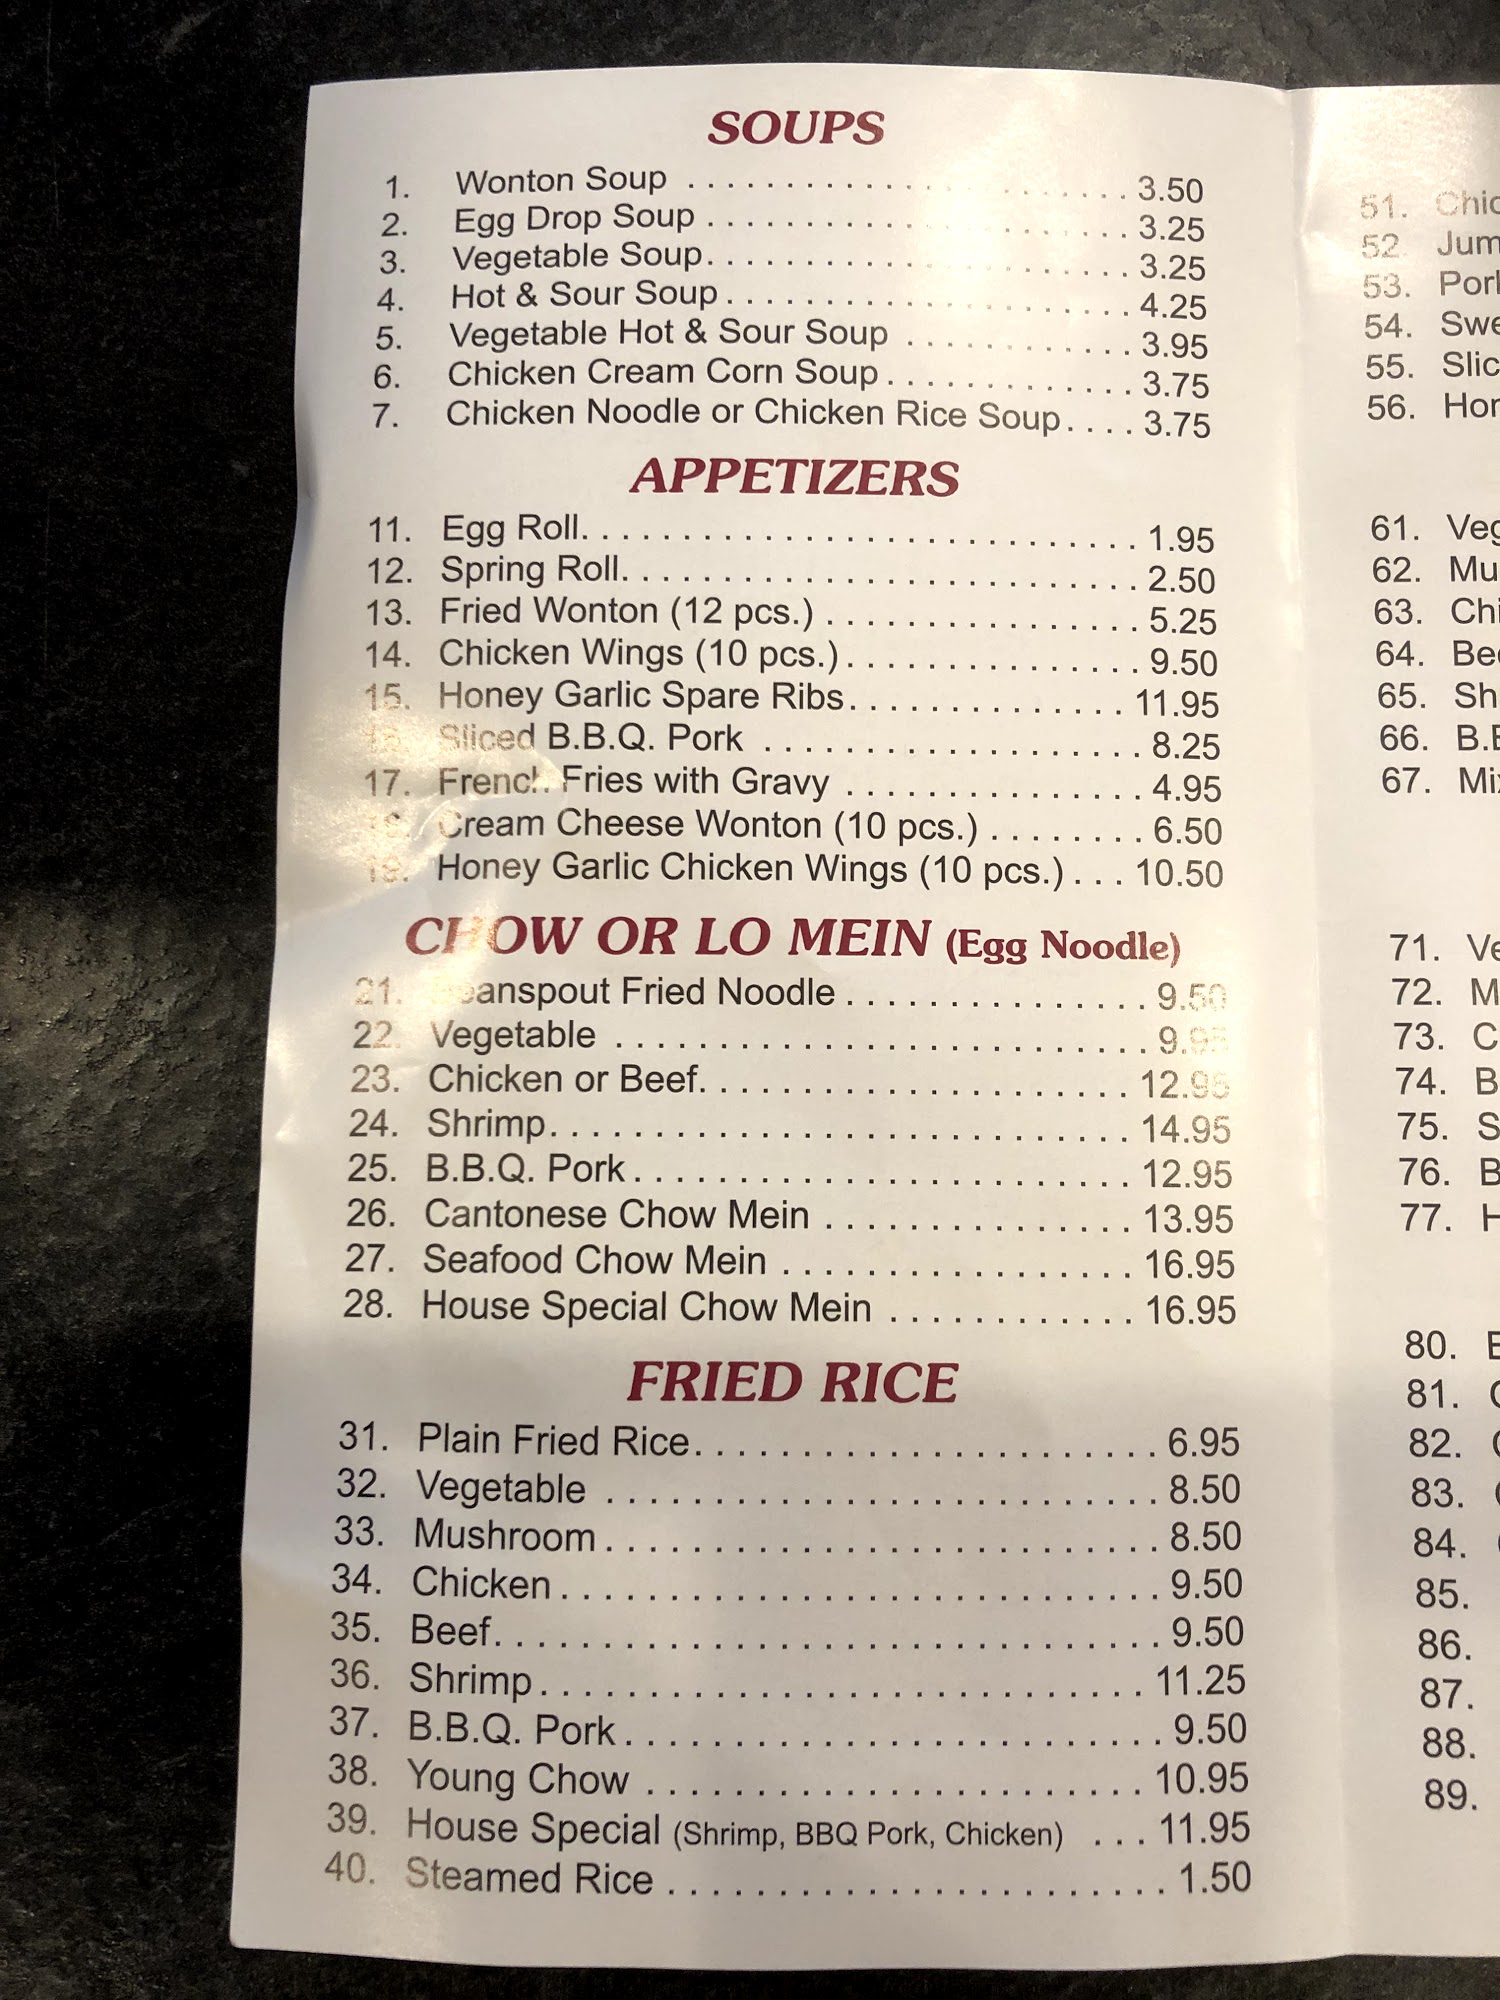 SOUPS
1. Wonton Soup . . . . . . . . . . . . . . . . . . . . . . . 3.50
2. Egg Drop Soup . . . . . . . . . . . . . . . . . . . . . . 3.25
3. Vegetable Soup. . . . . . . . . . . . . . . . . . . . . . 3.25
4. Hot & Sour Soup . . . . . . . . . . . . . . . . . . . . . 4.25
5. Vegetable Hot & Sour Soup . . . . . . . . . . . . 3.95
6. Chicken Cream Corn Soup . . . . . . . . . . . . . 3.75
7. Chicken Noodle or Chicken Rice Soup. . . . 3.75
APPETIZERS
11. Egg Roll. . . . . . . . . . . . . . . . . . . . . . . . . . . . 1.95
12. Spring Roll. . . . . . . . . . . . . . . . . . . . . . . . . . 2.50
13. Fried Wonton (12 pcs.) . . . . . . . . . . . . . . . . 5.25
14. Chicken Wings (10 pcs.). . . . . . . . . . . . . . . 9.50
15. Honey Garlic Spare Ribs. . . . . . . . . . . . . . 11.95
Sliced B.B.Q. Pork . . . . . . . . . . . . . . . . . . . 8.25
17. French Fries with Gravy . . . . . . . . . . . . . . . 4.95
Cream Cheese Wonton (10 pcs.) . . . . . . . . 6.50
19. Honey Garlic Chicken Wings (10 pcs.) . . . 10.50
CHOW OR LO MEIN (Egg Noodle)
21. Beanspout Fried Noodle . . . . . . . . . . . . . . . 9.50
22. Vegetable . . . . . . . . . . . . . . . . . . . . . . . . . . 9.95
23. Chicken or Beef. . . . . . . . . . . . . . . . . . . . . 12.95
24. Shrimp. . . . . . . . . . . . . . . . . . . . . . . . . . . . 14.95
25. B.B.Q. Pork . . . . . . . . . . . . . . . . . . . . . . . . 12.95
26. Cantonese Chow Mein . . . . . . . . . . . . . . . 13.95
27. Seafood Chow Mein . . . . . . . . . . . . . . . . . 16.95
28. House Special Chow Mein . . . . . . . . . . . . 16.95
FRIED RICE
31. Plain Fried Rice. . . . . . . . . . . . . . . . . . . . . . 6.95
32. Vegetable . . . . . . . . . . . . . . . . . . . . . . . . . . 8.50
33. Mushroom . . . . . . . . . . . . . . . . . . . . . . . . . . 8.50
34. Chicken . . . . . . . . . . . . . . . . . . . . . . . . . . . . 9.50
35. Beef. . . . . . . . . . . . . . . . . . . . . . . . . . . . . . . 9.50
36. Shrimp . . . . . . . . . . . . . . . . . . . . . . . . . . . . 11.25
37. B.B.Q. Pork . . . . . . . . . . . . . . . . . . . . . . . . . 9.50
38. Young Chow . . . . . . . . . . . . . . . . . . . . . . . 10.95
39. House Special (Shrimp, BBQ Pork, Chicken) . . . 11.95
40. Steamed Rice . . . . . . . . . . . . . . . . . . . . . . . 1.50
51.
52.
53.
54.
55.
56.
61.
62.
63.
64.
65.
66.
67.
71.
72.
73.
74.
75.
76.
77.
80.
81.
82.
83.
84.
85.
86.
87.
88.
89.